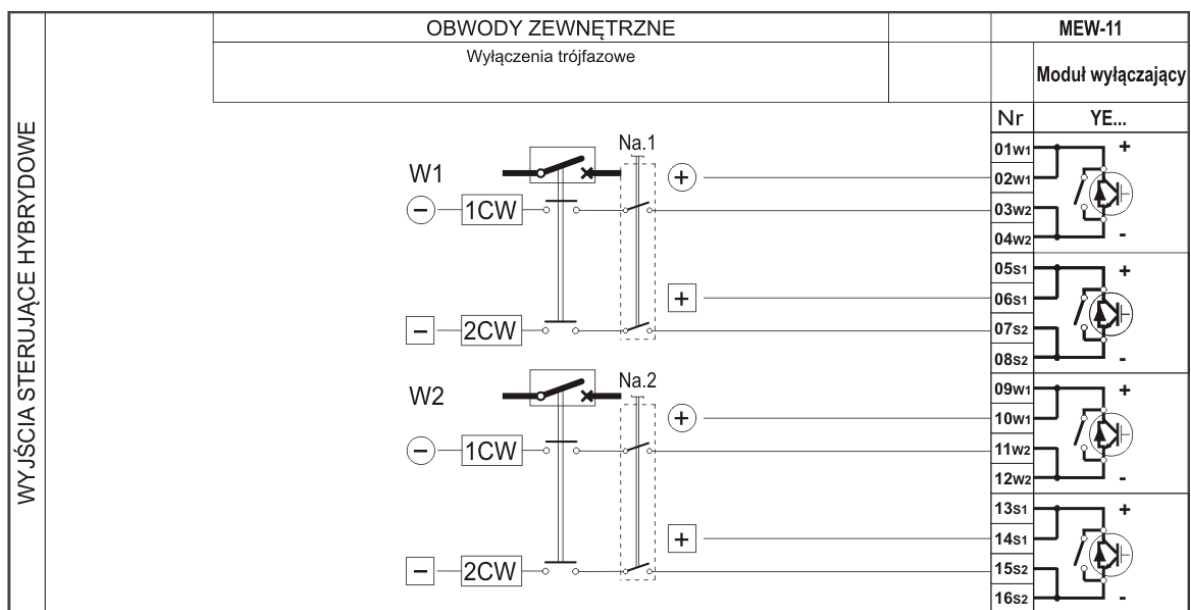 OBWODY ZEWNĘTRZNE
MEW-11
Wyłączenia trójfazowe
Moduł wyłączający
Nr
YE...
WYJŚCIA STERUJĄCE HYBRYDOWE
W1
Na.1
+
− 1CW
+
− 2CW
W2
Na.2
+
− 1CW
+
− 2CW
01W1 +
02W1
03W2
04W2 -
05S1 +
06S1
07S2
08S2 -
09W1 +
10W1
11W2
12W2 -
13S1 +
14S1
15S2
16S2 -